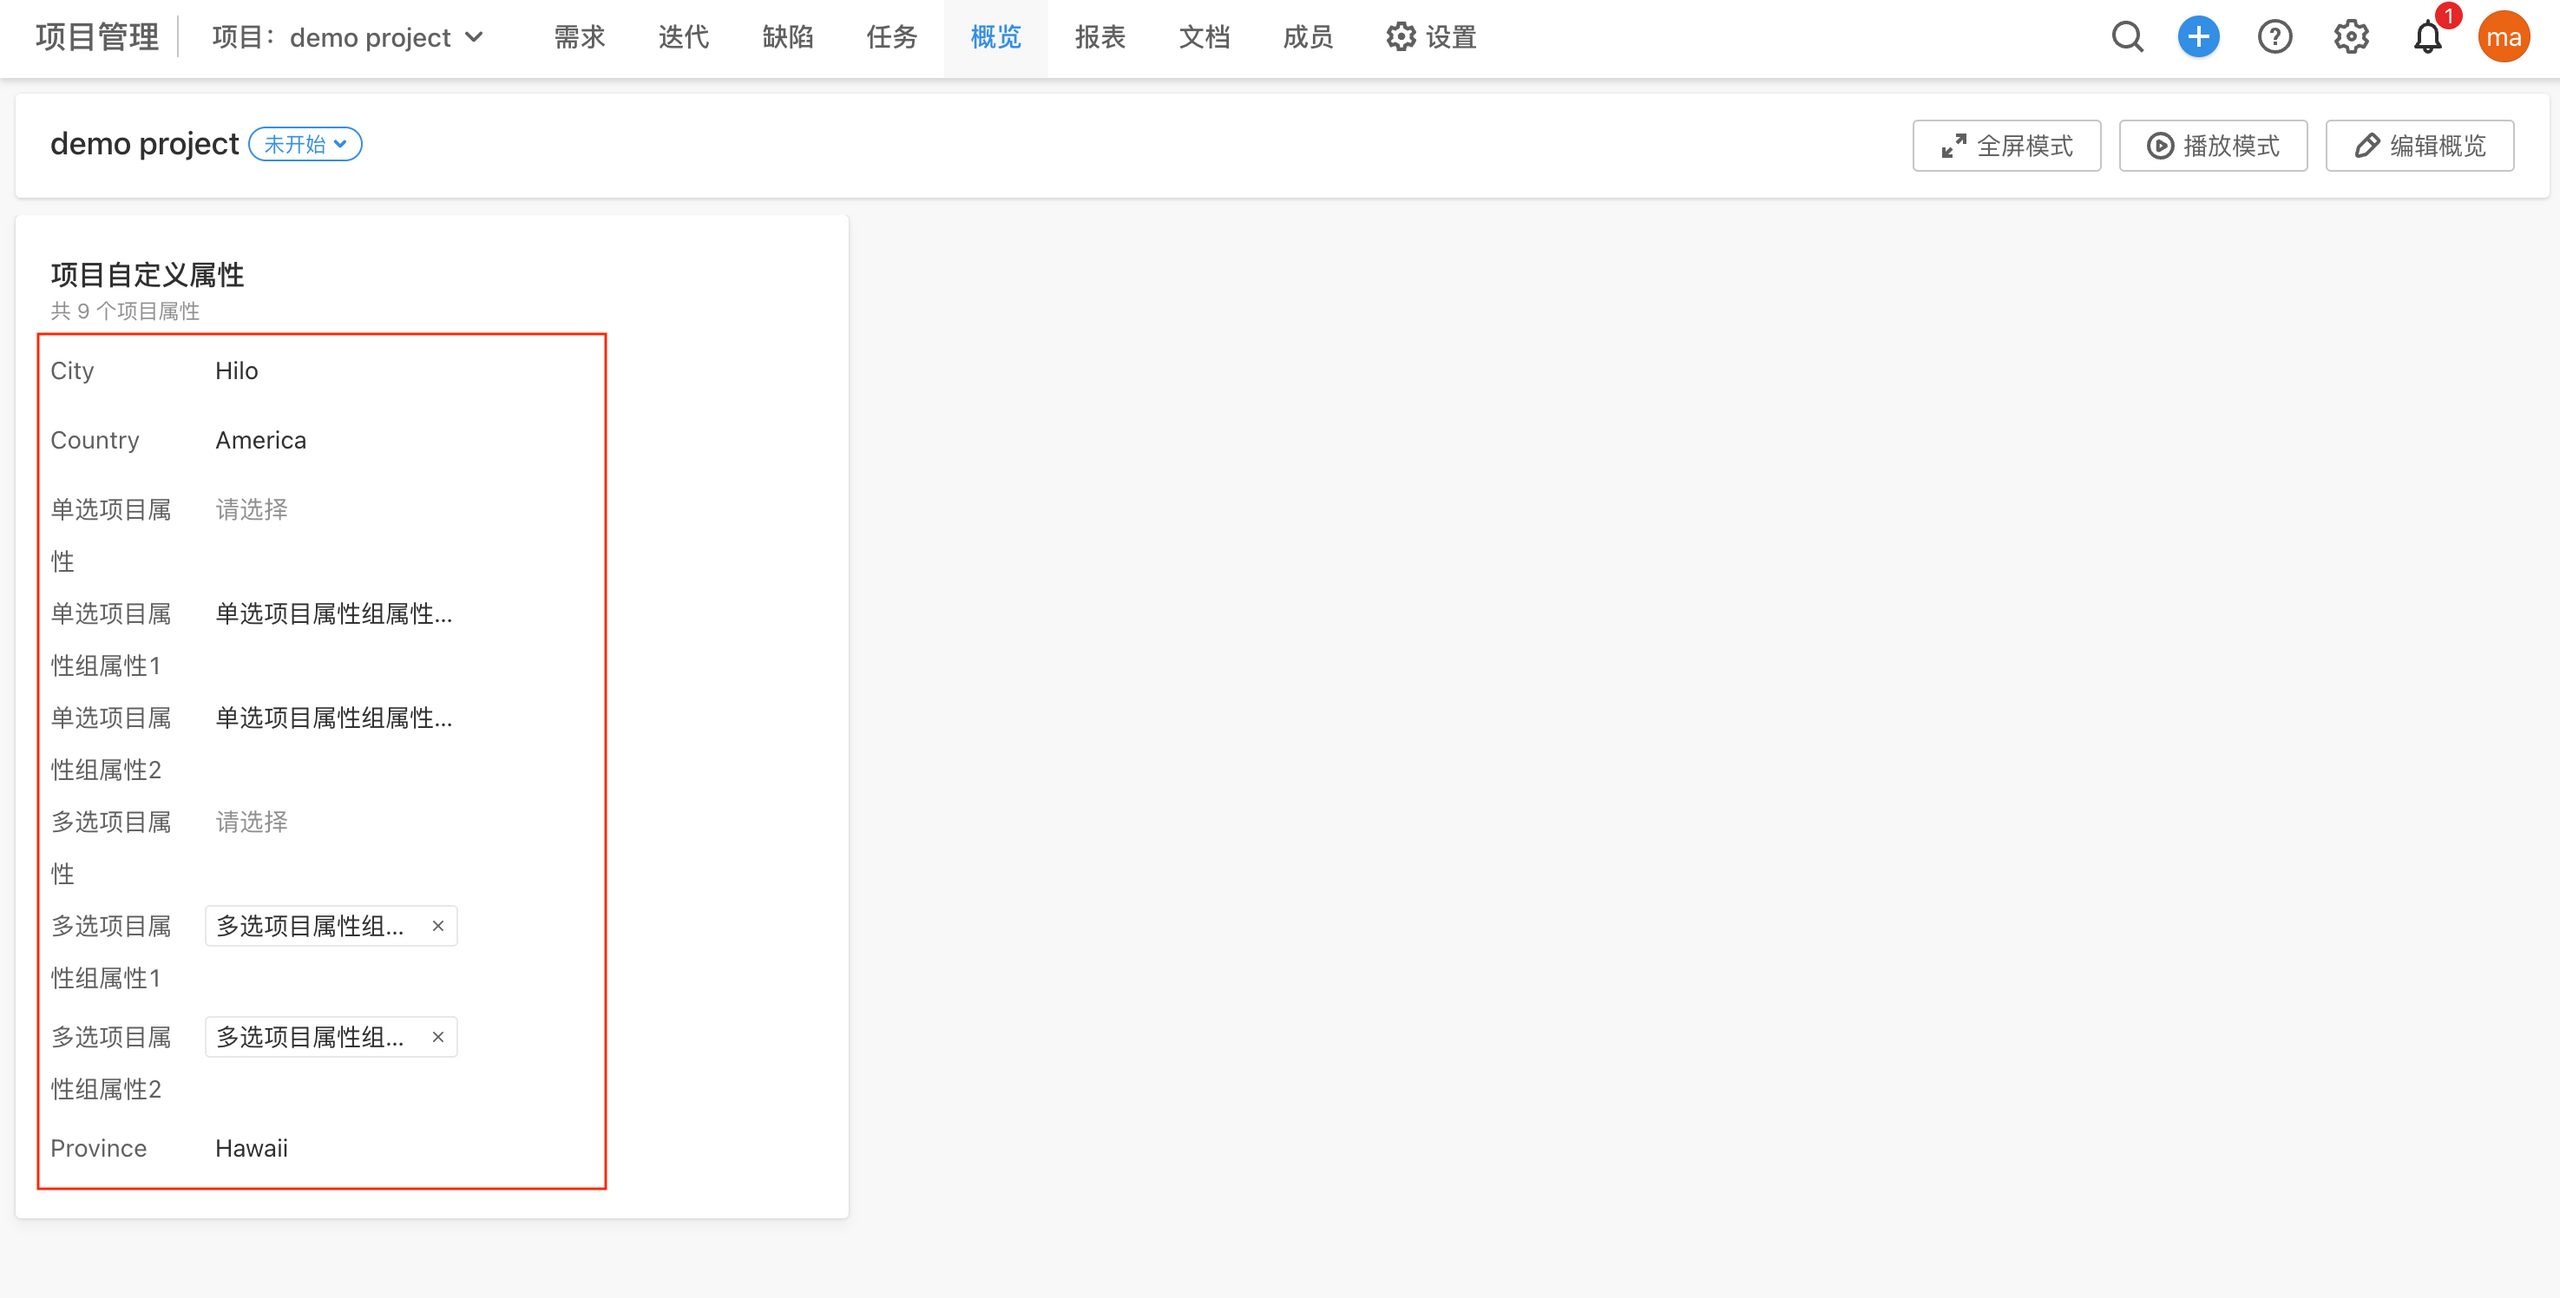 项目管理 项目：demo project 需求 迭代 缺陷 任务 概览 报表 文档 成员 设置 1 ma
demo project 未开始 全屏模式 播放模式 编辑概览
项目自定义属性
共 9 个项目属性
City Hilo
Country America
单选项目属 请选择
性
单选项目属 单选项目属性组属性...
性组属性1
单选项目属 单选项目属性组属性...
性组属性2
多选项目属 请选择
性
多选项目属 多选项目属性组... ×
性组属性1
多选项目属 多选项目属性组... ×
性组属性2
Province Hawaii